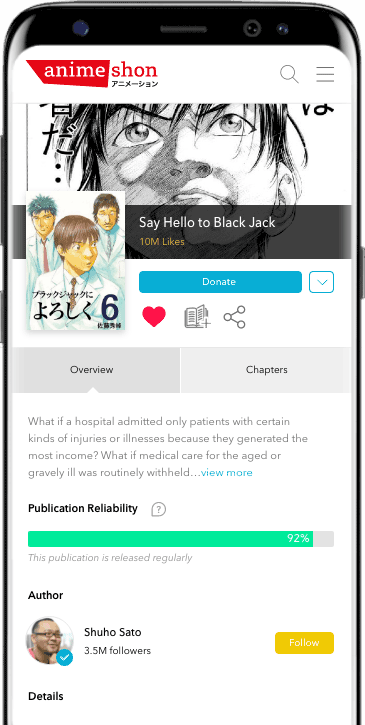 anime shon
アニメーション
者だ…
は
Say Hello to Black Jack
10M Likes
ブラックジャックに
よろしく 6
佐藤秀峰
Donate
Overview
Chapters
What if a hospital admitted only patients with certain
kinds of injuries or illnesses because they generated the
most income? What if medical care for the aged or
gravely ill was routinely withheld...view more
Publication Reliability ?
92%
This publication is released regularly
Author
Shuho Sato
3.5M followers
Follow
Details